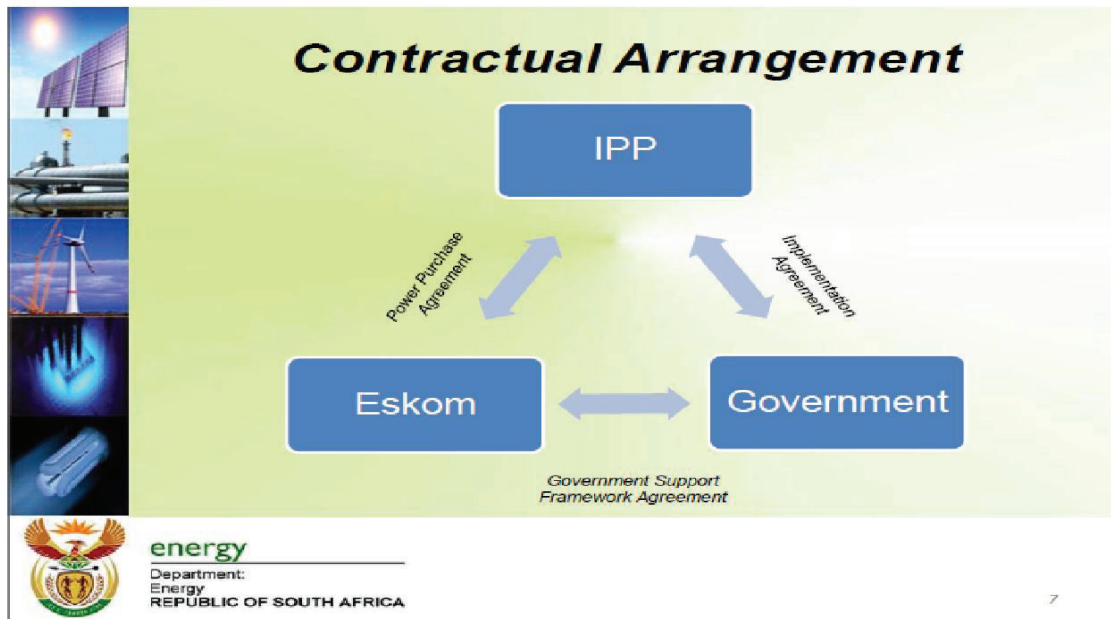 Contractual Arrangement
IPP
Power Purchase
Agreement
Implementation
Agreement
Eskom
Government
Government Support
Framework Agreement
energy
Department:
Energy
REPUBLIC OF SOUTH AFRICA
7